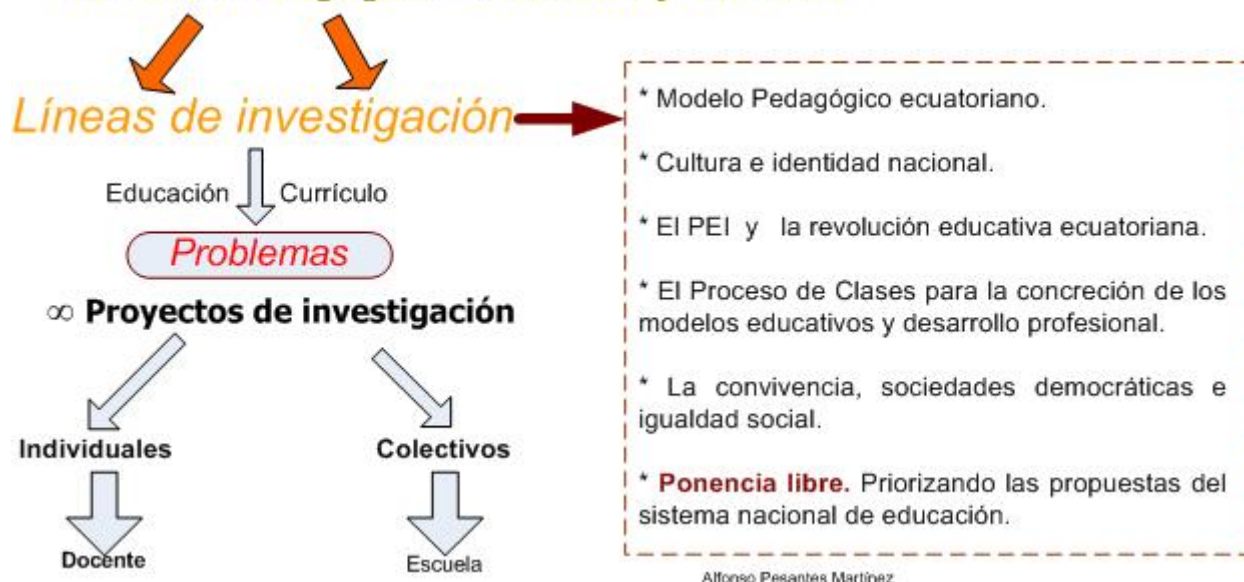 Líneas de investigación
Educación Currículo
Problemas
∞ Proyectos de investigación
Individuales
Colectivos
Docente
Escuela
* Modelo Pedagógico ecuatoriano.
* Cultura e identidad nacional.
* El PEI y la revolución educativa ecuatoriana.
* El Proceso de Clases para la concreción de los
modelos educativos y desarrollo profesional.
* La convivencia, sociedades democráticas e
igualdad social.
* Ponencia libre. Priorizando las propuestas del
sistema nacional de educación.
Alfonso Pesantes Martínez